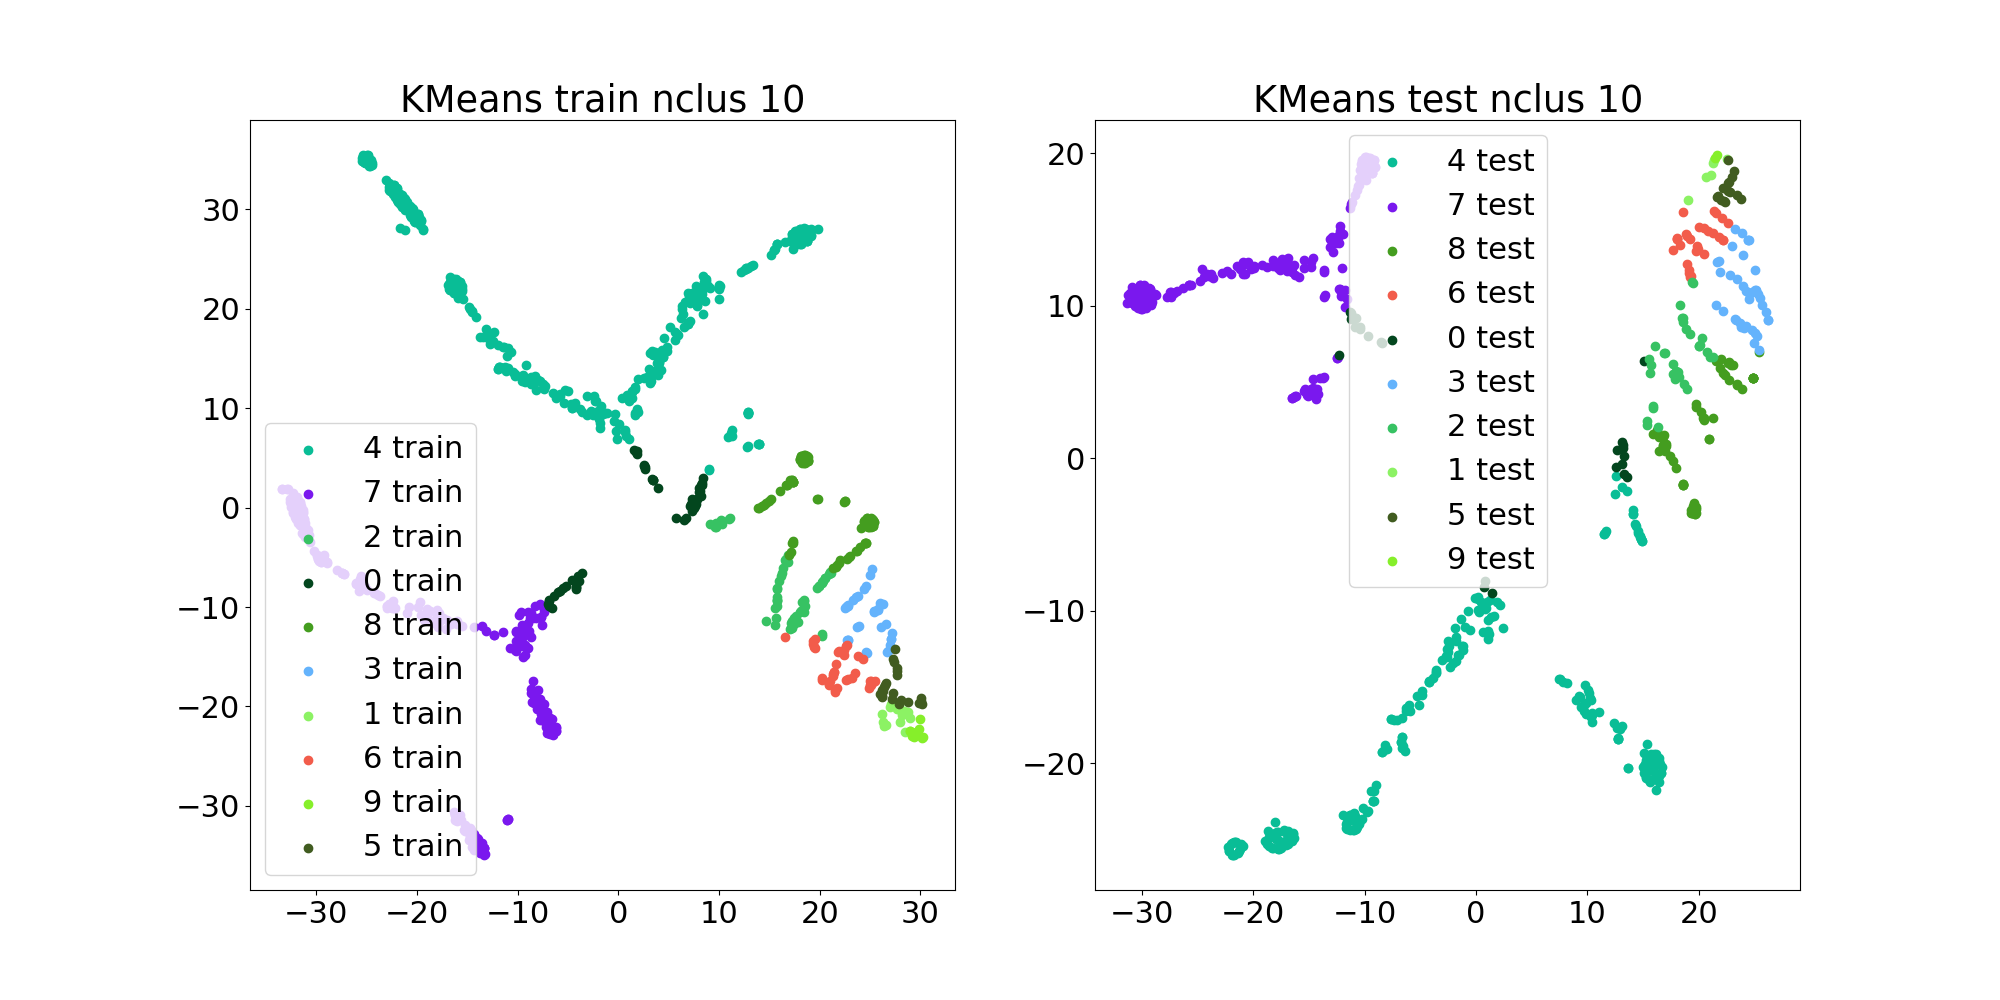 KMeans train nclus 10
30
20
10
0
−10
−20
−30
−30 −20 −10 0 10 20 30
4 train
7 train
2 train
0 train
8 train
3 train
1 train
6 train
9 train
5 train
KMeans test nclus 10
20
10
0
−10
−20
−30 −20 −10 0 10 20
4 test
7 test
8 test
6 test
0 test
3 test
2 test
1 test
5 test
9 test